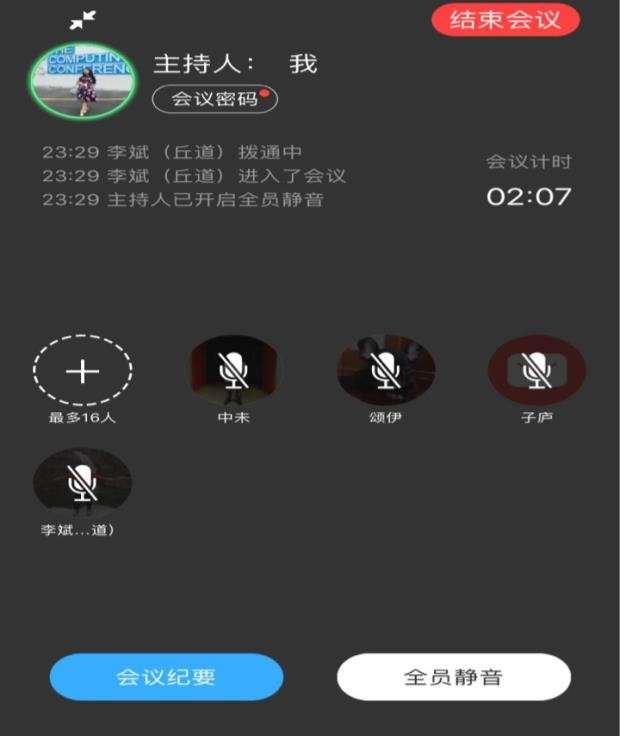 结束会议
THE
COMPUTIN
CONFEREN
主持人： 我
会议密码
23:29 李斌（丘道）拨通中
23:29 李斌（丘道）进入了会议
23:29 主持人已开启全员静音
会议计时
02:07
最多16人
中未
颂伊
子庐
李斌...道）
会议纪要
全员静音